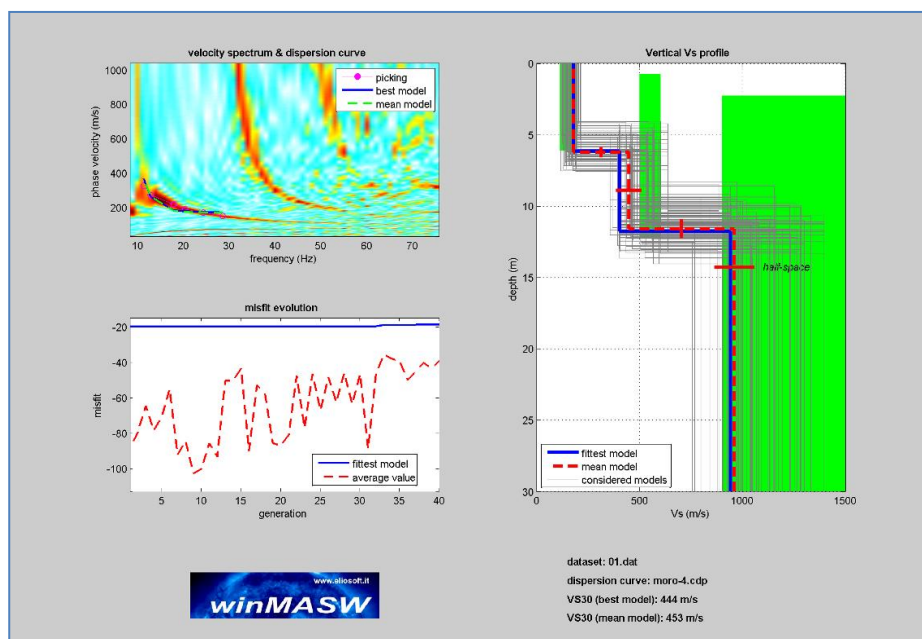 velocity spectrum & dispersion curve
1000
800
600
400
200
phase velocity (m/s)
picking
best model
mean model
10 20 30 40 50 60 70
frequency (Hz)
misfit evolution
-20
-40
-60
-80
-100
misfit
fittest model
average value
5 10 15 20 25 30 35 40
generation
Vertical Vs profile
0
5
10
15
20
25
30
depth (m)
half-space
fittest model
mean model
considered models
0 500 1000 1500
Vs (m/s)
www.eliosoft.it
winMASW
dataset: 01.dat
dispersion curve: moro-4.cdp
VS30 (best model): 444 m/s
VS30 (mean model): 453 m/s